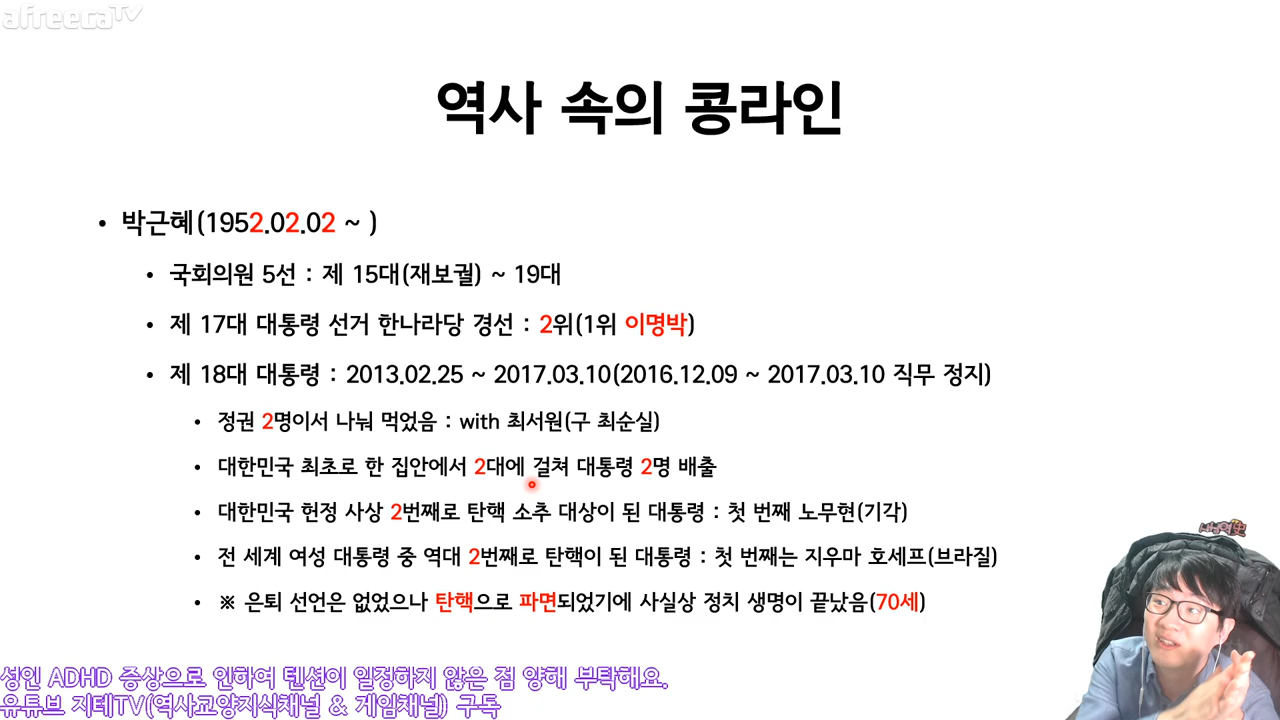 afreecaTV
역사 속의 콩라인
• 박근혜(1952.02.02 ~ )
• 국회의원 5선 : 제 15대(재보궐) ~ 19대
• 제 17대 대통령 선거 한나라당 경선 : 2위(1위 이명박)
• 제 18대 대통령 : 2013.02.25 ~ 2017.03.10(2016.12.09 ~ 2017.03.10 직무 정지)
• 정권 2명이서 나눠 먹었음 : with 최서원(구 최순실)
• 대한민국 최초로 한 집안에서 2대에 걸쳐 대통령 2명 배출
• 대한민국 헌정 사상 2번째로 탄핵 소추 대상이 된 대통령 : 첫 번째 노무현(기각)
• 전 세계 여성 대통령 중 역대 2번째로 탄핵이 된 대통령 : 첫 번째는 지우마 호세프(브라질)
• ※ 은퇴 선언은 없었으나 탄핵으로 파면되었기에 사실상 정치 생명이 끝났음(70세)
성인 ADHD 증상으로 인하여 텐션이 일정하지 않은 점 양해 부탁해요.
유튜브 지테TV(역사교양지식채널 & 게임채널) 구독